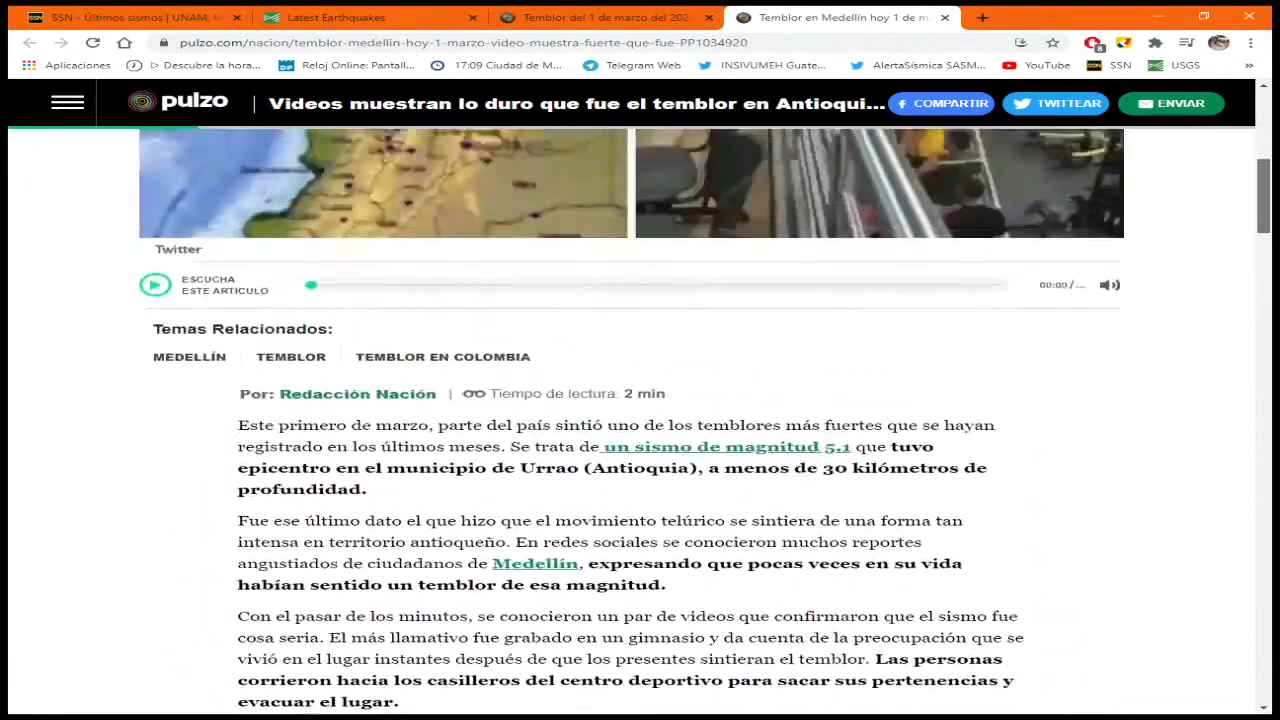 SSN - Últimos sismos | UNAM, M
Latest Earthquakes
Temblor del 1 de marzo del 202
Temblor en Medellín hoy 1 de m
pulzo.com/nacion/temblor-medellin-hoy-1-marzo-video-muestra-fuerte-que-fue-PP1034920
8
Aplicaciones
Descubre la hora...
DP
Reloj Online: Pantall...
17:09 Ciudad de M...
Telegram Web
INSIVUMEH Guate...
AlertaSísmica SASM...
YouTube
SSN
SSN
USGS
pulzo
Videos muestran lo duro que fue el temblor en Antioqui...
COMPARTIR
TWITTEAR
ENVIAR
Twitter
ESCUCHA
ESTE ARTICULO
00:00 / ...
Temas Relacionados:
MEDELLÍN
TEMBLOR
TEMBLOR EN COLOMBIA
Por: Redacción Nación | Tiempo de lectura: 2 min
Este primero de marzo, parte del país sintió uno de los temblores más fuertes que se hayan
registrado en los últimos meses. Se trata de un sismo de magnitud 5.1 que tuvo
epicentro en el municipio de Urrao (Antioquia), a menos de 30 kilómetros de
profundidad.
Fue ese último dato el que hizo que el movimiento telúrico se sintiera de una forma tan
intensa en territorio antioqueño. En redes sociales se conocieron muchos reportes
angustiados de ciudadanos de Medellín, expresando que pocas veces en su vida
habían sentido un temblor de esa magnitud.
Con el pasar de los minutos, se conocieron un par de videos que confirmaron que el sismo fue
cosa seria. El más llamativo fue grabado en un gimnasio y da cuenta de la preocupación que se
vivió en el lugar instantes después de que los presentes sintieran el temblor. Las personas
corrieron hacia los casilleros del centro deportivo para sacar sus pertenencias y
evacuar el lugar.